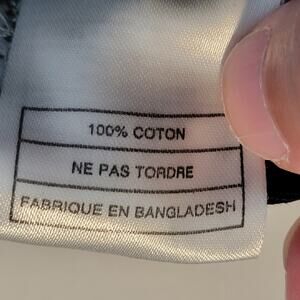 100% COTON
NE PAS TORDRE
FABRIQUE EN BANGLADESH